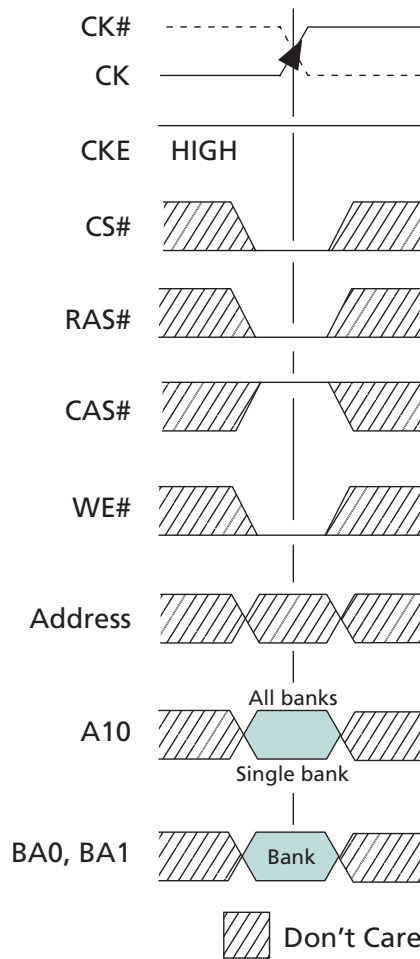 CK#
CK
CKE HIGH
CS#
RAS#
CAS#
WE#
Address
All banks
A10
Single bank
BA0, BA1 Bank
Don't Care